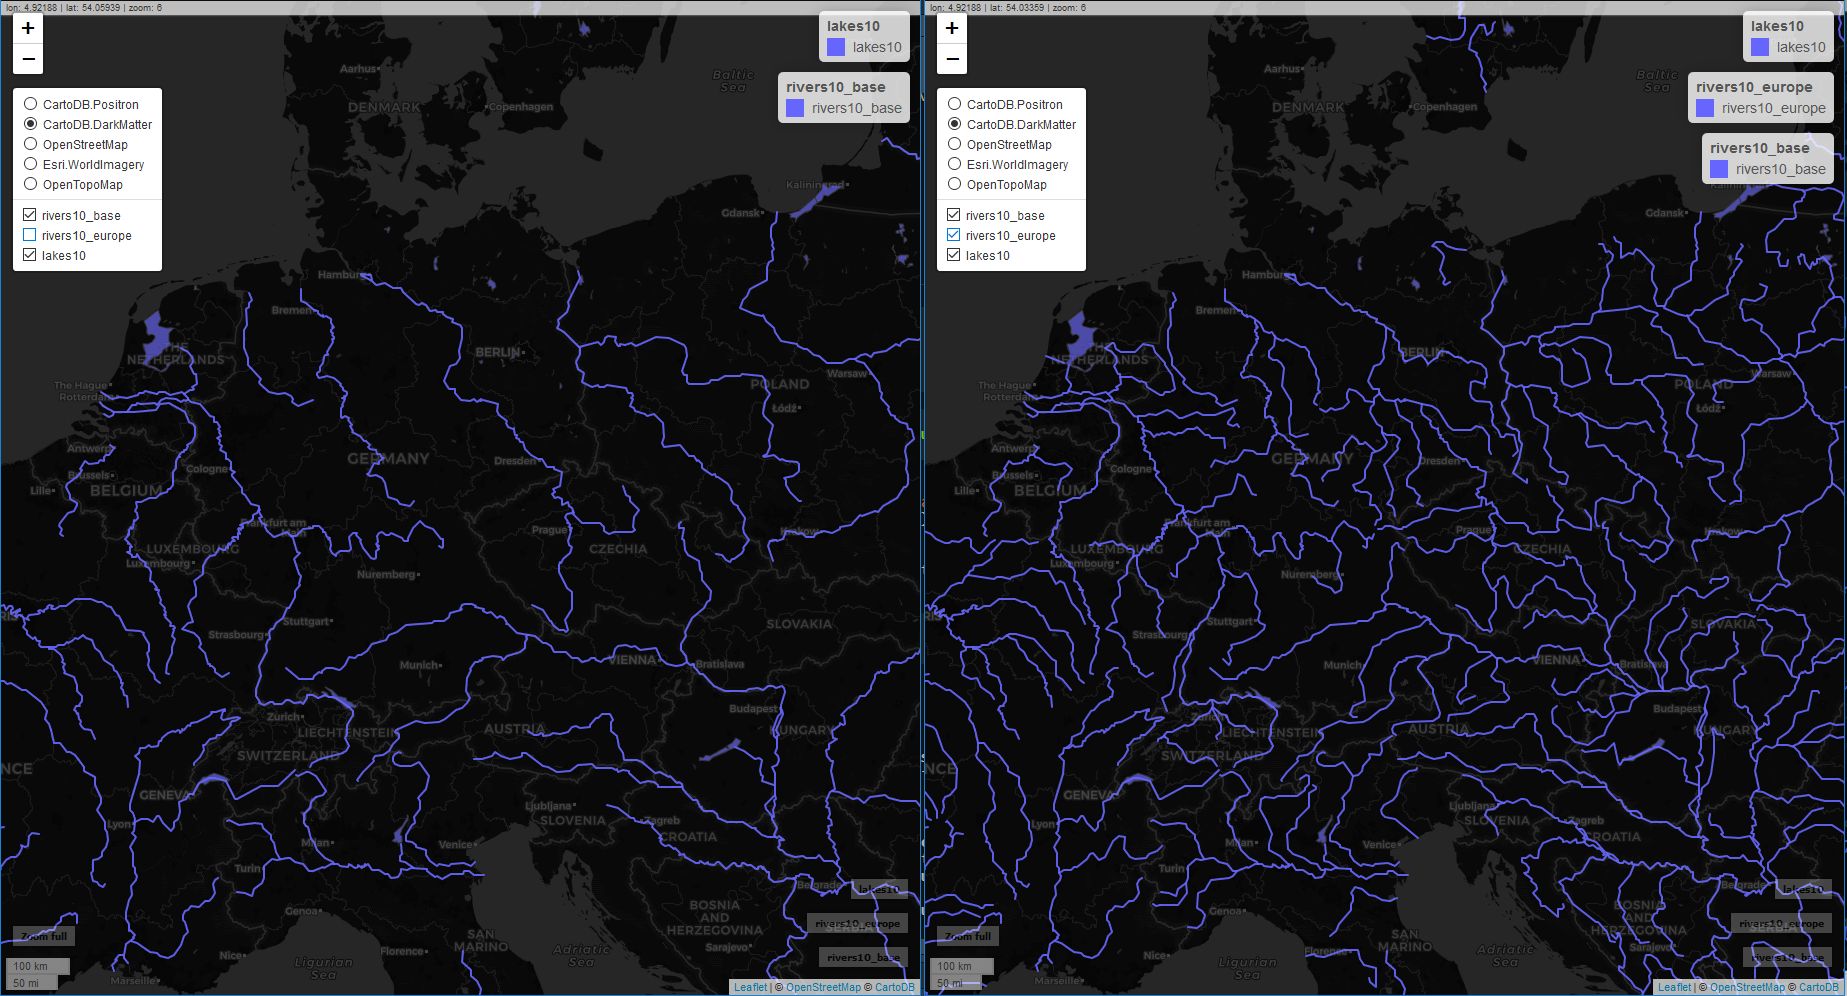 lon: 4.92188 | lat: 54.05939 | zoom: 6
+
−
CartoDB.Positron
CartoDB.DarkMatter
OpenStreetMap
Esri.WorldImagery
OpenTopoMap
rivers10_base
rivers10_europe
lakes10
lakes10
lakes10
rivers10_base
rivers10_base
Baltic
Sea
Aarhus
DENMARK
Copenhagen
Kaliningrad
Gdansk
Hamburg
Bremen
BERLIN
THE
NETHERLANDS
The Hague
Rotterdam
POLAND
Warsaw
Łódź
Antwerp
Brussels
Lille
BELGIUM
Cologne
GERMANY
Dresden
Frankfurt am
Main
Prague
Krakow
LUXEMBOURG
Luxembourg
CZECHIA
Nuremberg
Stuttgart
Strasbourg
SLOVAKIA
Munich
VIENNA
Bratislava
Zurich
LIECHTENSTEIN
AUSTRIA
Budapest
HUNGARY
SWITZERLAND
NCE
GENEVA
Ljubljana
SLOVENIA
Lyon
Zagreb
CROATIA
Milan
Venice
Turin
Belgrade
lakes10
Genoa
BOSNIA
AND
HERZEGOVINA
rivers10_europe
SERBIA
Zoom full
SAN
MARINO
Sarajevo
Nice
Florence
Adriatic
Sea
rivers10_base
Ligurian
Sea
100 km
50 mi
Marseille
Leaflet | © OpenStreetMap © CartoDB
lon: 4.92188 | lat: 54.03359 | zoom: 6
+
−
CartoDB.Positron
CartoDB.DarkMatter
OpenStreetMap
Esri.WorldImagery
OpenTopoMap
rivers10_base
rivers10_europe
lakes10
lakes10
lakes10
rivers10_europe
rivers10_europe
rivers10_base
rivers10_base
Baltic
Sea
Aarhus
DENMARK
Copenhagen
Kaliningrad
Gdansk
Hamburg
Bremen
BERLIN
THE
NETHERLANDS
The Hague
Rotterdam
POLAND
Warsaw
Łódź
Antwerp
Brussels
Lille
BELGIUM
Cologne
GERMANY
Dresden
Frankfurt am
Main
Prague
Krakow
LUXEMBOURG
Luxembourg
CZECHIA
Nuremberg
Stuttgart
Strasbourg
SLOVAKIA
Munich
VIENNA
Bratislava
Zurich
LIECHTENSTEIN
AUSTRIA
Budapest
HUNGARY
SWITZERLAND
NCE
GENEVA
Ljubljana
SLOVENIA
Lyon
Zagreb
CROATIA
Milan
Venice
Turin
Belgrade
lakes10
Genoa
BOSNIA
AND
HERZEGOVINA
rivers10_europe
SERBIA
Zoom full
SAN
MARINO
Sarajevo
Nice
Florence
Adriatic
Sea
rivers10_base
Ligurian
Sea
100 km
50 mi
Marseille
Leaflet | © OpenStreetMap © CartoDB